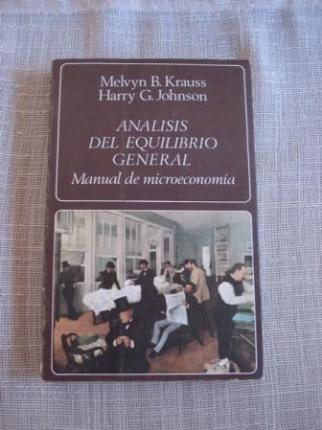 Melvyn B. Krauss
Harry G. Johnson
ANALISIS
DEL EQUILIBRIO
GENERAL
Manual de microeconomía